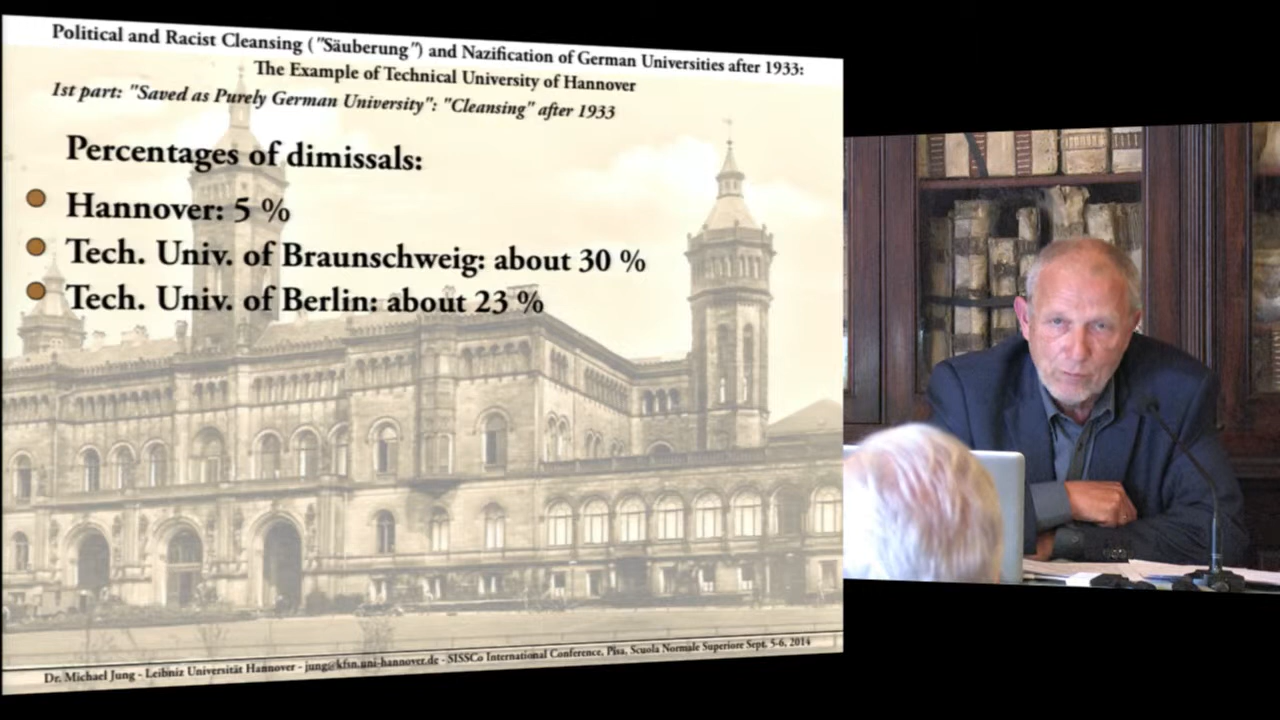 Political and Racist Cleansing ("Säuberung") and Nazification of German Universities after 1933:
The Example of Technical University of Hannover
1st part: "Saved as Purely German University": "Cleansing" after 1933
Percentages of dimissals:
Hannover: 5 %
Tech. Univ. of Braunschweig: about 30 %
Tech. Univ. of Berlin: about 23 %
Dr. Michael Jung - Leibniz Universität Hannover - jung@kfsn.uni-hannover.de - SISSCo International Conference, Pisa, Scuola Normale Superiore Sept. 5-6, 2014